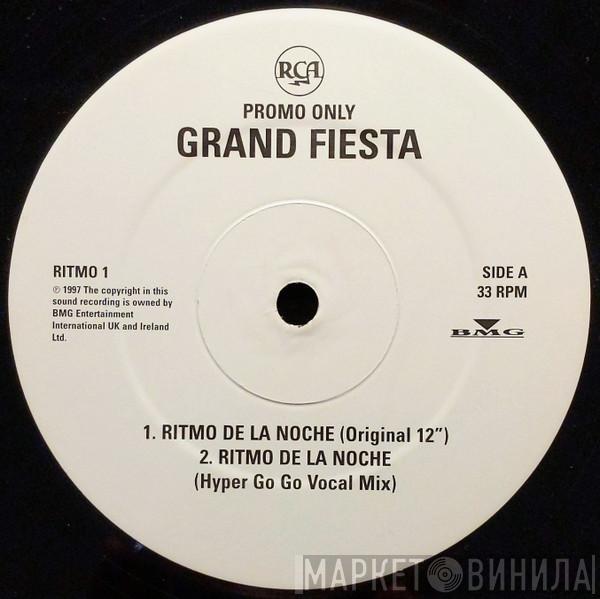 RCA
PROMO ONLY
GRAND FIESTA
RITMO 1
℗ 1997 The copyright in this
sound recording is owned by
BMG Entertainment
International UK and Ireland
Ltd.
SIDE A
33 RPM
BMG
1. RITMO DE LA NOCHE (Original 12”)
2. RITMO DE LA NOCHE
(Hyper Go Go Vocal Mix)
МАРКЕТ ВИНИЛА